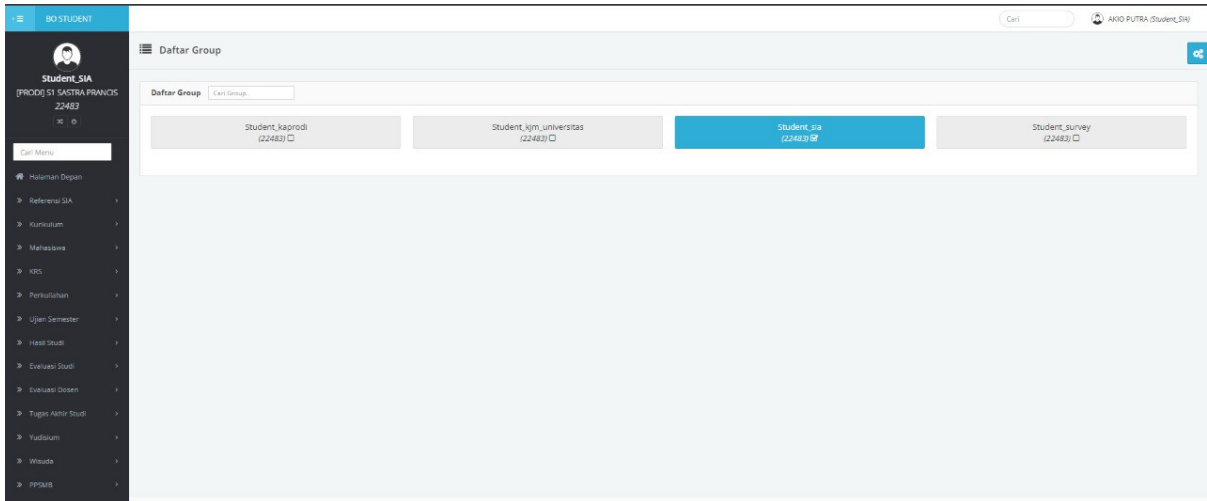 BO STUDENT
Cari
AKIO PUTRA (Student_SIA)
Student_SIA
[PRODI] S1 SASTRA PRANCIS
22483
Cari Menu
Halaman Depan
Referensi SIA
Kurikulum
Mahasiswa
KRS
Perkuliahan
Ujian Semester
Hasil Studi
Evaluasi Studi
Evaluasi Dosen
Tugas Akhir Studi
Yudisium
Wisuda
PPSMB
Daftar Group
Daftar Group
Cari Group..
Student_kaprodi
(22483)
Student_kjm_universitas
(22483)
Student_sia
(22483)
Student_survey
(22483)